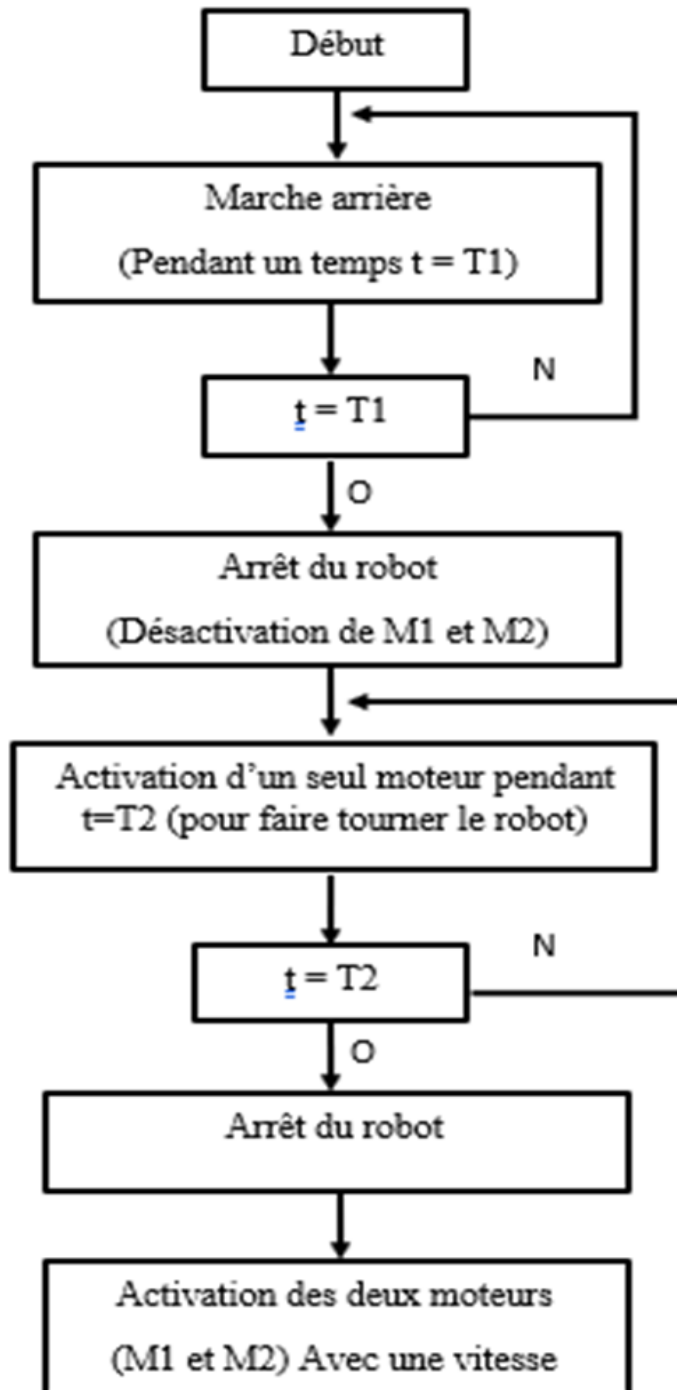 Début
Marche arrière
(Pendant un temps t = T1)
N
t = T1
O
Arrêt du robot
(Désactivation de M1 et M2)
Activation d’un seul moteur pendant
t=T2 (pour faire tourner le robot)
N
t = T2
O
Arrêt du robot
Activation des deux moteurs
(M1 et M2) Avec une vitesse